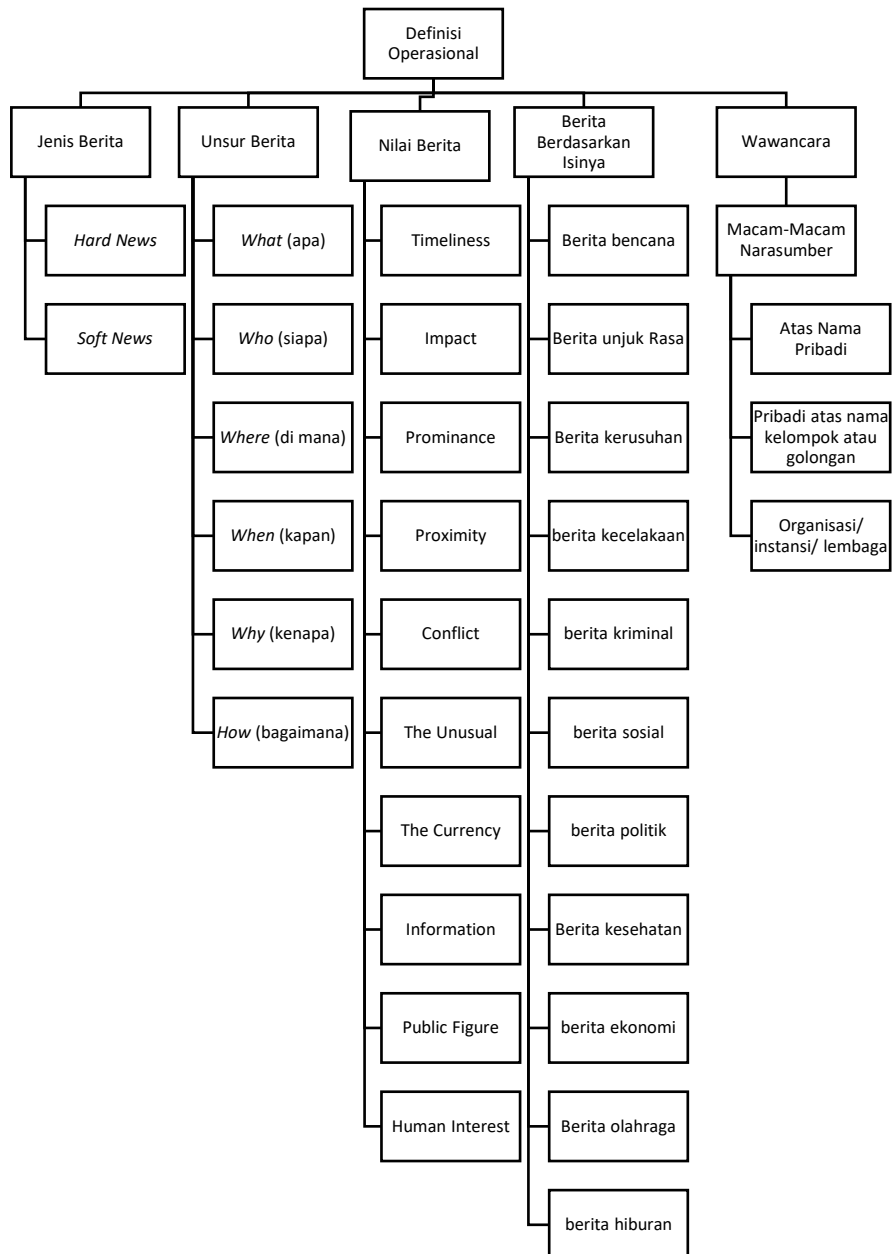 Definisi
Operasional
Jenis Berita
Hard News
Soft News
Unsur Berita
What (apa)
Who (siapa)
Where (di mana)
When (kapan)
Why (kenapa)
How (bagaimana)
Nilai Berita
Timeliness
Impact
Prominance
Proximity
Conflict
The Unusual
The Currency
Information
Public Figure
Human Interest
Berita
Berdasarkan
Isinya
Berita bencana
Berita unjuk Rasa
Berita kerusuhan
berita kecelakaan
berita kriminal
berita sosial
berita politik
Berita kesehatan
berita ekonomi
Berita olahraga
berita hiburan
Wawancara
Macam-Macam
Narasumber
Atas Nama
Pribadi
Pribadi atas nama
kelompok atau
golongan
Organisasi/
instansi/ lembaga